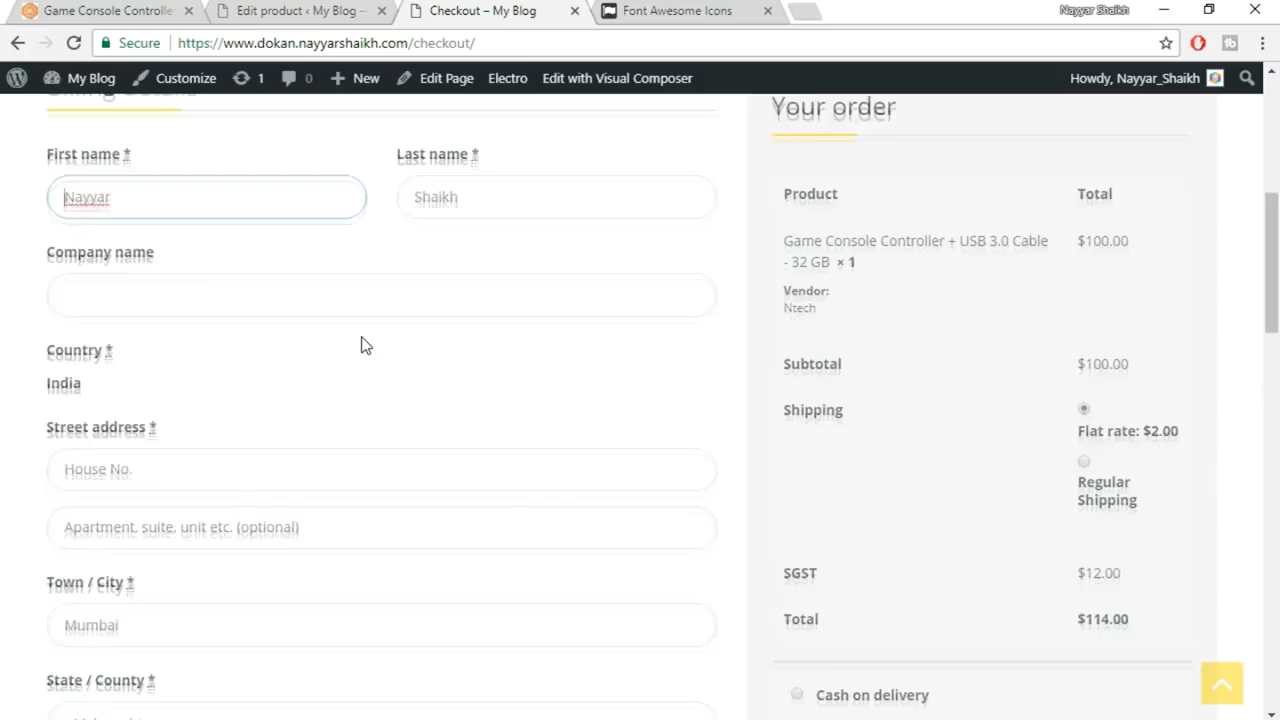 Game Console Controlle
Edit product ‹ My Blog –
Checkout – My Blog
Font Awesome Icons
Nayyar Shaikh
Secure
https://www.dokan.nayyarshaikh.com/checkout/
My Blog
Customize
1
0
New
Edit Page
Electro
Edit with Visual Composer
Howdy, Nayyar_Shaikh
Your order
First name *
Last name *
Nayyar
Shaikh
Company name
Country *
India
Street address *
House No.
Apartment, suite, unit etc. (optional)
Town / City *
Mumbai
State / County *
Product
Total
Game Console Controller + USB 3.0 Cable
- 32 GB × 1
$100.00
Vendor:
Ntech
Subtotal
$100.00
Shipping
Flat rate: $2.00
Regular
Shipping
SGST
$12.00
Total
$114.00
Cash on delivery